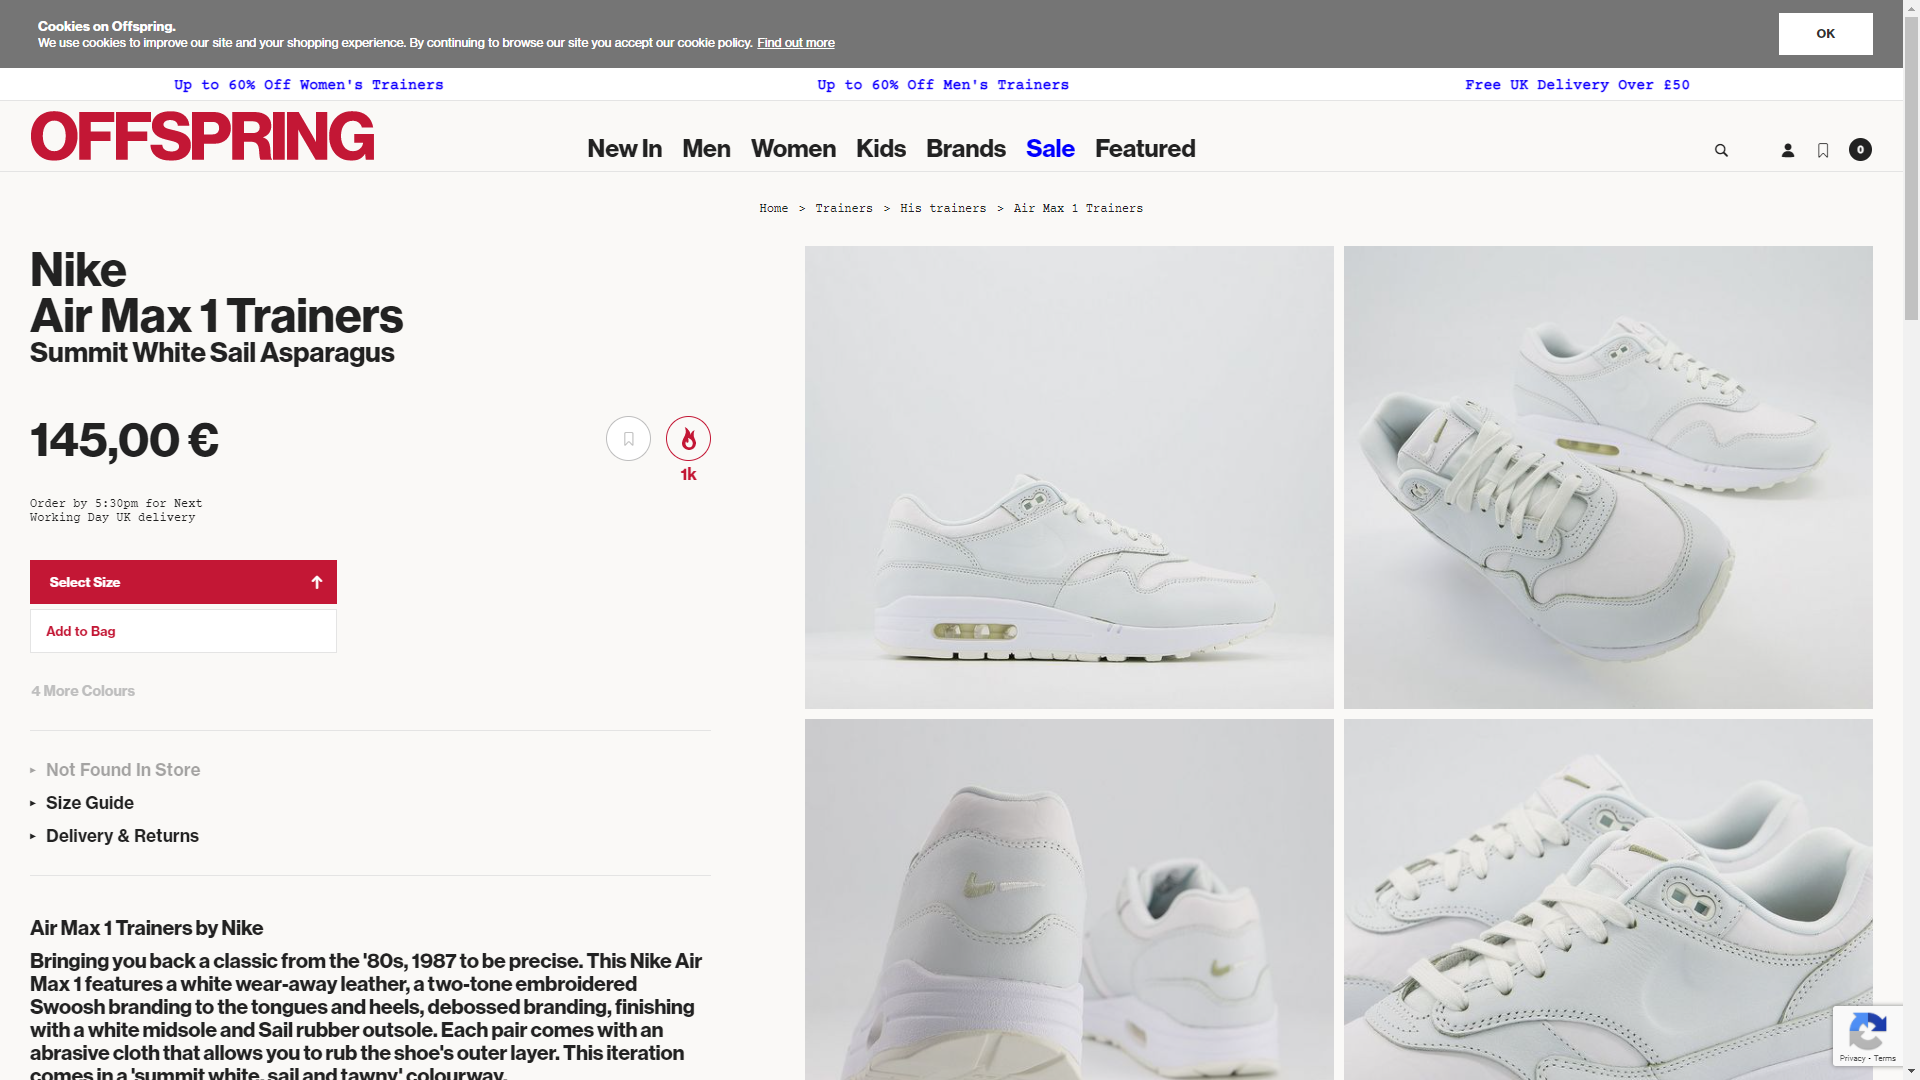 Cookies on Offspring.
We use cookies to improve our site and your shopping experience. By continuing to browse our site you accept our cookie policy. Find out more
OK
Up to 60% Off Women's Trainers
Up to 60% Off Men's Trainers
Free UK Delivery Over £50
OFFSPRING
New In Men Women Kids Brands Sale Featured
0
Home > Trainers > His trainers > Air Max 1 Trainers
Nike
Air Max 1 Trainers
Summit White Sail Asparagus
145,00 €
1k
Order by 5:30pm for Next
Working Day UK delivery
Select Size
Add to Bag
4 More Colours
Not Found In Store
Size Guide
Delivery & Returns
Air Max 1 Trainers by Nike
Bringing you back a classic from the '80s, 1987 to be precise. This Nike Air
Max 1 features a white wear-away leather, a two-tone embroidered
Swoosh branding to the tongues and heels, debossed branding, finishing
with a white midsole and Sail rubber outsole. Each pair comes with an
abrasive cloth that allows you to rub the shoe's outer layer. This iteration
comes in a 'summit white, sail and tawny' colourway.
Privacy - Terms